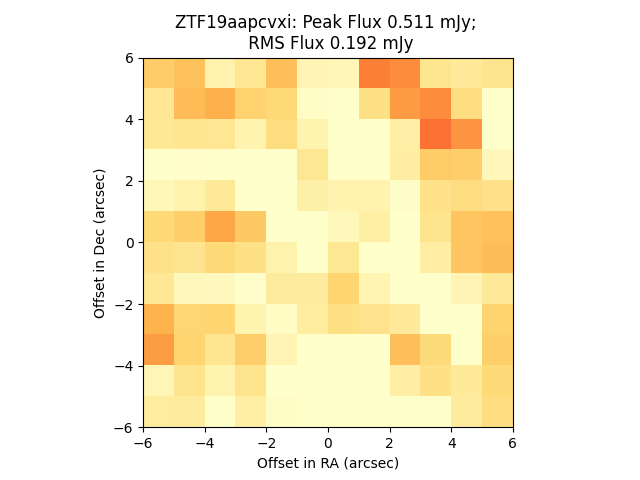 ZTF19aapcvxi: Peak Flux 0.511 mJy;
RMS Flux 0.192 mJy
6
4
2
0
−2
−4
−6
Offset in Dec (arcsec)
−6 −4 −2 0 2 4 6
Offset in RA (arcsec)